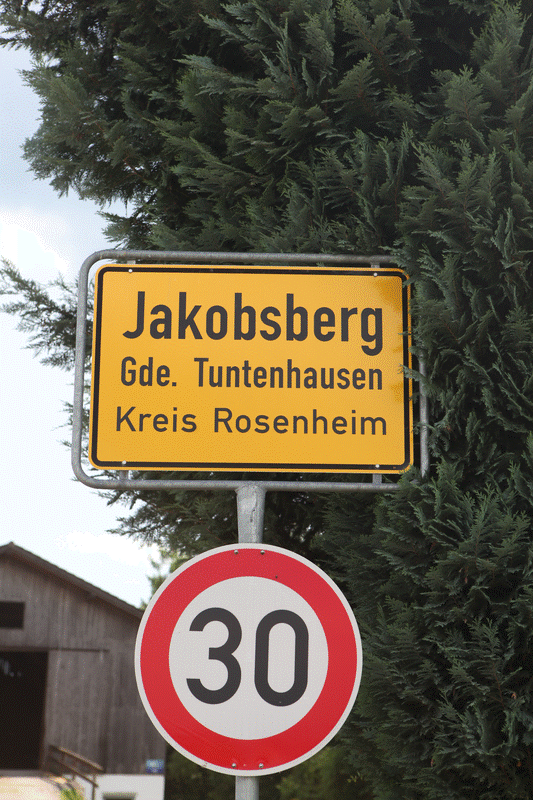 Jakobsberg
Gde. Tuntenhausen
Kreis Rosenheim
30